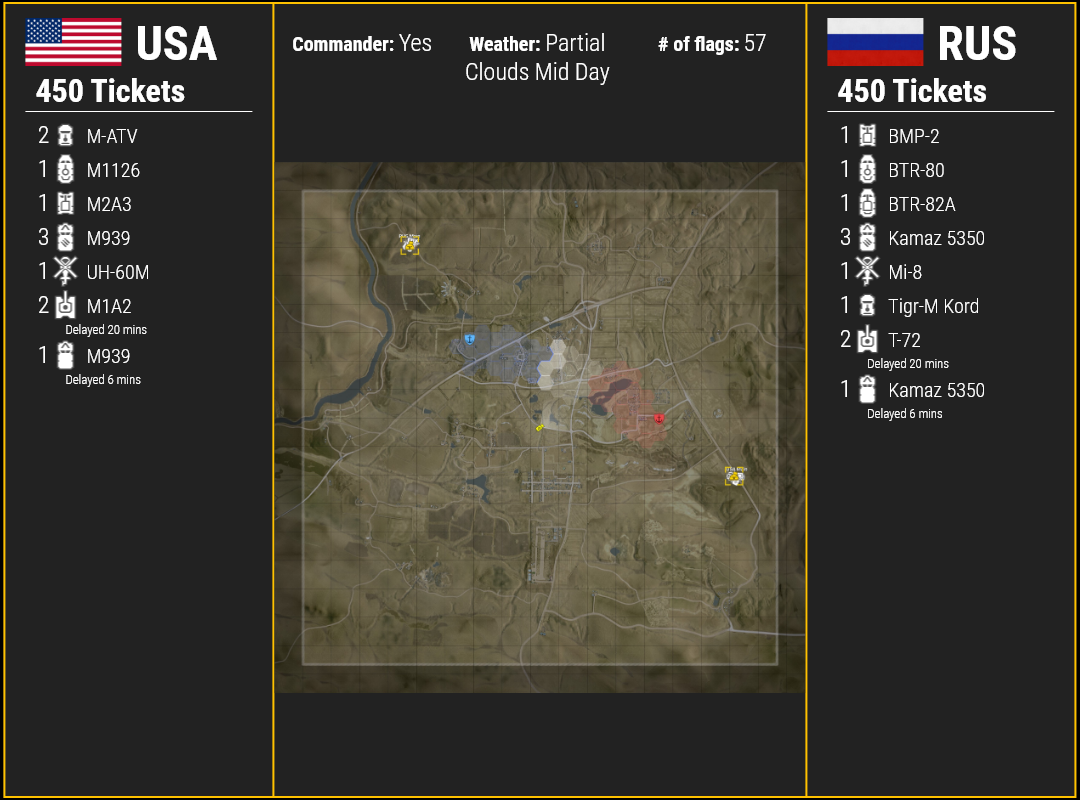 USA
450 Tickets
2 M-ATV
1 M1126
1 M2A3
3 M939
1 UH-60M
2 M1A2
Delayed 20 mins
1 M939
Delayed 6 mins
Commander: Yes
Weather: Partial
Clouds Mid Day
# of flags: 57
RUS
450 Tickets
1 BMP-2
1 BTR-80
1 BTR-82A
3 Kamaz 5350
1 Mi-8
1 Tigr-M Kord
2 T-72
Delayed 20 mins
1 Kamaz 5350
Delayed 6 mins